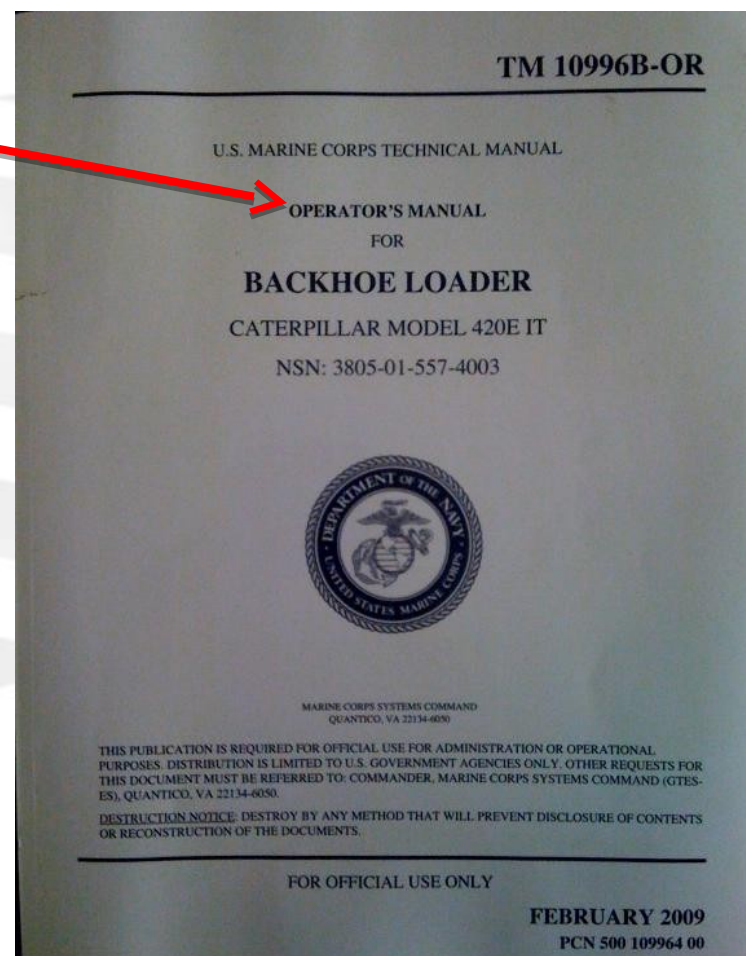 TM 10996B-OR
U.S. MARINE CORPS TECHNICAL MANUAL
OPERATOR'S MANUAL
FOR
BACKHOE LOADER
CATERPILLAR MODEL 420E IT
NSN: 3805-01-557-4003
DEPARTMENT OF THE NAVY
UNITED STATES MARINE CORPS
MARINE CORPS SYSTEMS COMMAND
QUANTICO, VA 22134-6050
THIS PUBLICATION IS REQUIRED FOR OFFICIAL USE FOR ADMINISTRATION OR OPERATIONAL
PURPOSES. DISTRIBUTION IS LIMITED TO U.S. GOVERNMENT AGENCIES ONLY. OTHER REQUESTS FOR
THIS DOCUMENT MUST BE REFERRED TO: COMMANDER, MARINE CORPS SYSTEMS COMMAND (GTES-
ES), QUANTICO, VA 22134-6050.
DESTRUCTION NOTICE: DESTROY BY ANY METHOD THAT WILL PREVENT DISCLOSURE OF CONTENTS
OR RECONSTRUCTION OF THE DOCUMENTS.
FOR OFFICIAL USE ONLY
FEBRUARY 2009
PCN 500 109964 00